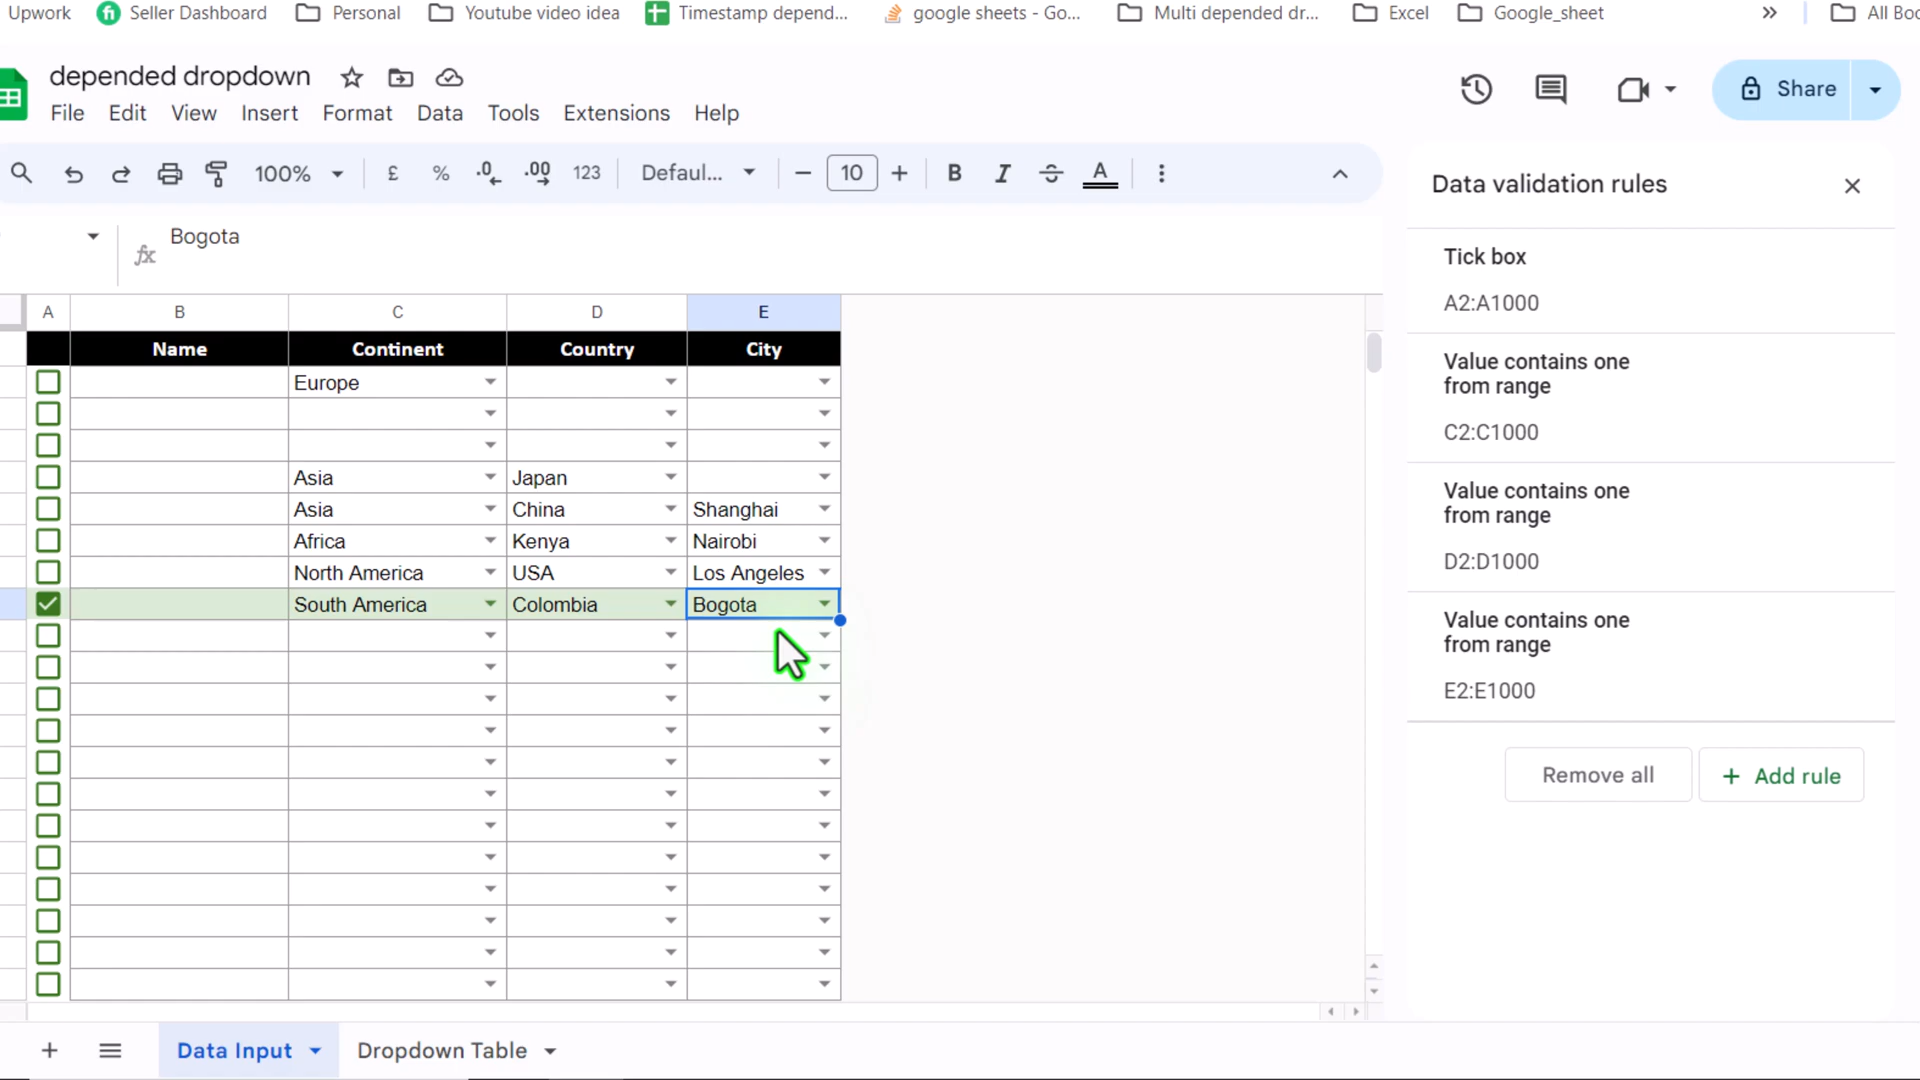 Upwork Seller Dashboard Personal Youtube video idea Timestamp depend... google sheets - Go... Multi depended dr... Excel Google_sheet » All Boo
depended dropdown
File Edit View Insert Format Data Tools Extensions Help
Share
100% £ % .0 .00 123 Defaul... − 10 + B I S A
fx Bogota
A B C D E
Name Continent Country City
Europe
Asia Japan
Asia China Shanghai
Africa Kenya Nairobi
North America USA Los Angeles
South America Colombia Bogota
Data validation rules
Tick box
A2:A1000
Value contains one
from range
C2:C1000
Value contains one
from range
D2:D1000
Value contains one
from range
E2:E1000
Remove all + Add rule
+ Data Input Dropdown Table